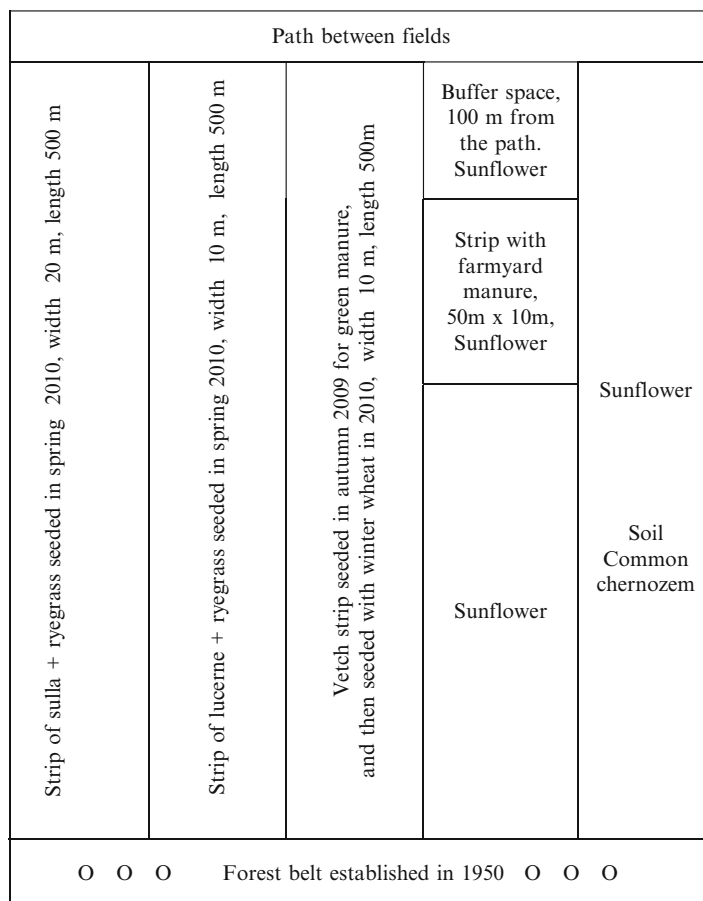 Path between fields
Strip of sulla + ryegrass seeded in spring 2010, width 20 m, length 500 m
Strip of lucerne + ryegrass seeded in spring 2010, width 10 m, length 500 m
Vetch strip seeded in autumn 2009 for green manure,
and then seeded with winter wheat in 2010, width 10 m, length 500m
Buffer space,
100 m from
the path.
Sunflower
Strip with
farmyard
manure,
50m x 10m,
Sunflower
Sunflower
Sunflower
Soil
Common
chernozem
O O O Forest belt established in 1950 O O O